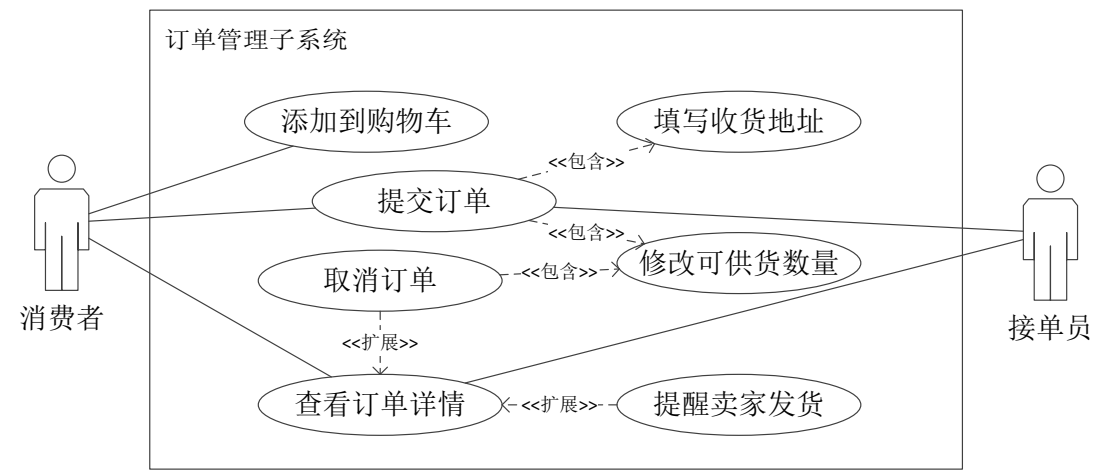 订单管理子系统
添加到购物车
填写收货地址
<<包含>>
提交订单
<<包含>>
修改可供货数量
取消订单
<<包含>>
消费者
接单员
<<扩展>>
查看订单详情
<<扩展>>
提醒卖家发货